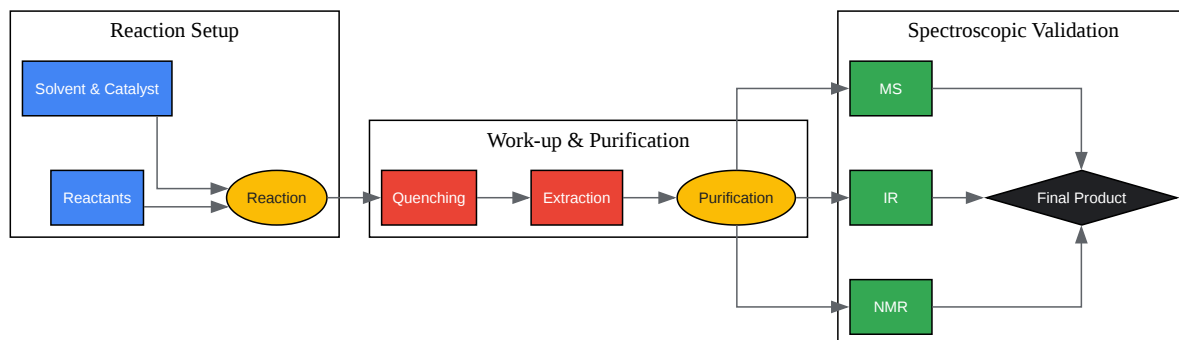 Reaction Setup
Solvent & Catalyst
Reactants
Reaction
Work-up & Purification
Quenching
Extraction
Purification
Spectroscopic Validation
MS
IR
NMR
Final Product